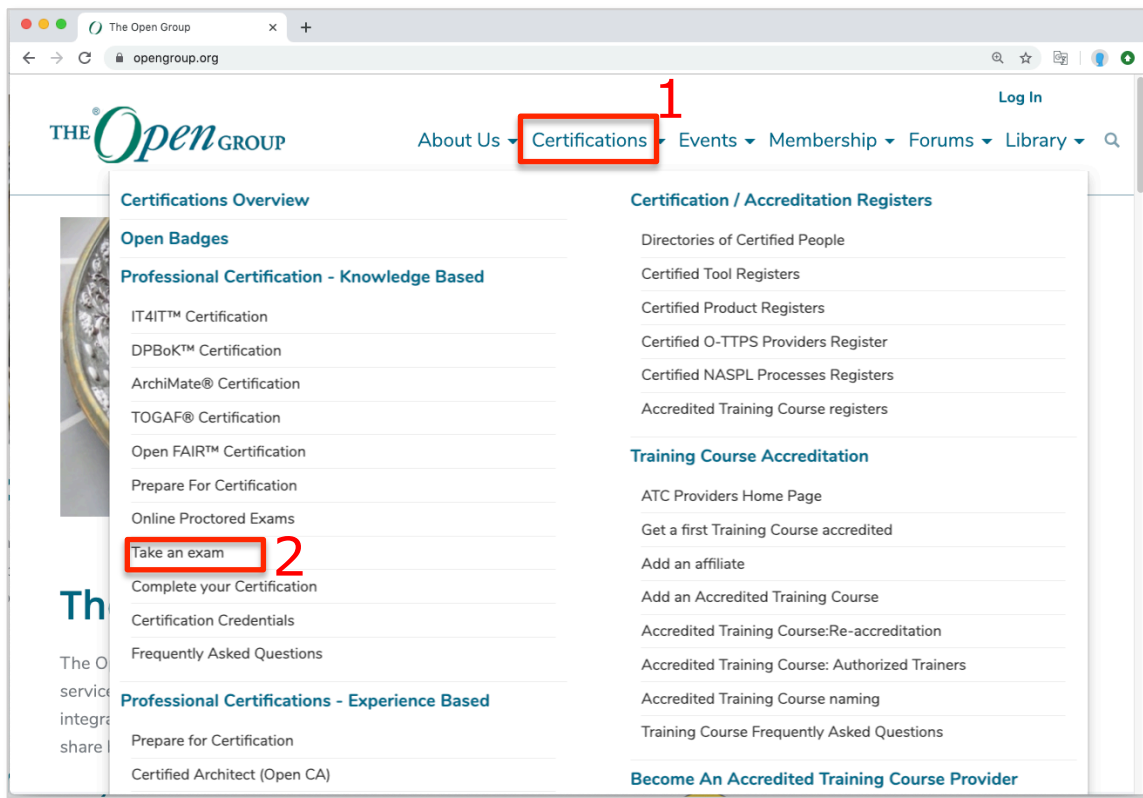 The Open Group
opengroup.org
1
Log In
THE Open GROUP
About Us Certifications Events Membership Forums Library
Certifications Overview
Open Badges
Professional Certification - Knowledge Based
IT4IT™ Certification
DPBoK™ Certification
ArchiMate® Certification
TOGAF® Certification
Open FAIR™ Certification
Prepare For Certification
Online Proctored Exams
Take an exam
2
Complete your Certification
Certification Credentials
Frequently Asked Questions
Professional Certifications - Experience Based
Prepare for Certification
Certified Architect (Open CA)
Certification / Accreditation Registers
Directories of Certified People
Certified Tool Registers
Certified Product Registers
Certified O-TTPS Providers Register
Certified NASPL Processes Registers
Accredited Training Course registers
Training Course Accreditation
ATC Providers Home Page
Get a first Training Course accredited
Add an affiliate
Add an Accredited Training Course
Accredited Training Course:Re-accreditation
Accredited Training Course: Authorized Trainers
Accredited Training Course naming
Training Course Frequently Asked Questions
Become An Accredited Training Course Provider
Th
The O
service
integra
share